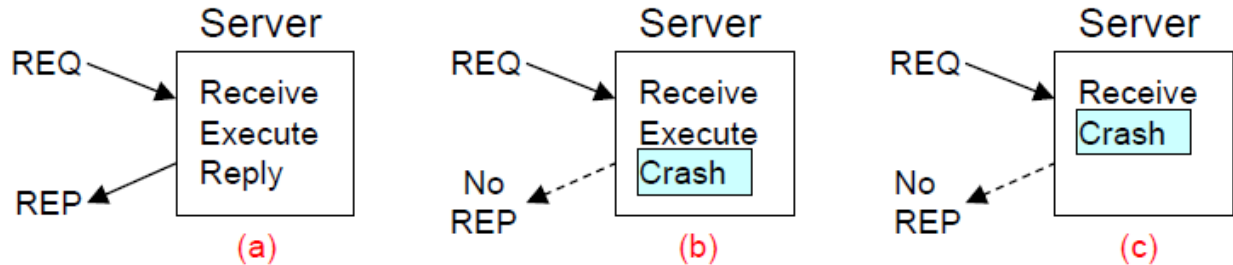 Server
REQ
Receive
Execute
Reply
REP
(a)
Server
REQ
Receive
Execute
Crash
No
REP
(b)
Server
REQ
Receive
Crash
No
REP
(c)